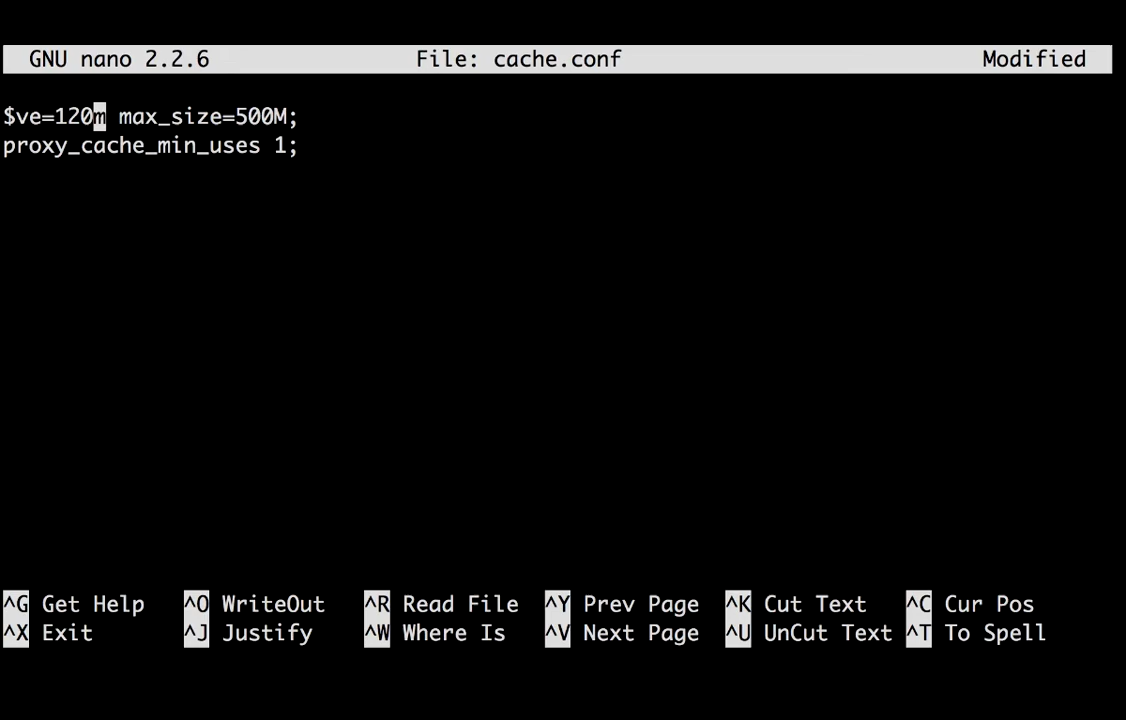 GNU nano 2.2.6 File: cache.conf Modified
$ve=120m max_size=500M;
proxy_cache_min_uses 1;
^G Get Help ^O WriteOut ^R Read File ^Y Prev Page ^K Cut Text ^C Cur Pos
^X Exit ^J Justify ^W Where Is ^V Next Page ^U UnCut Text ^T To Spell